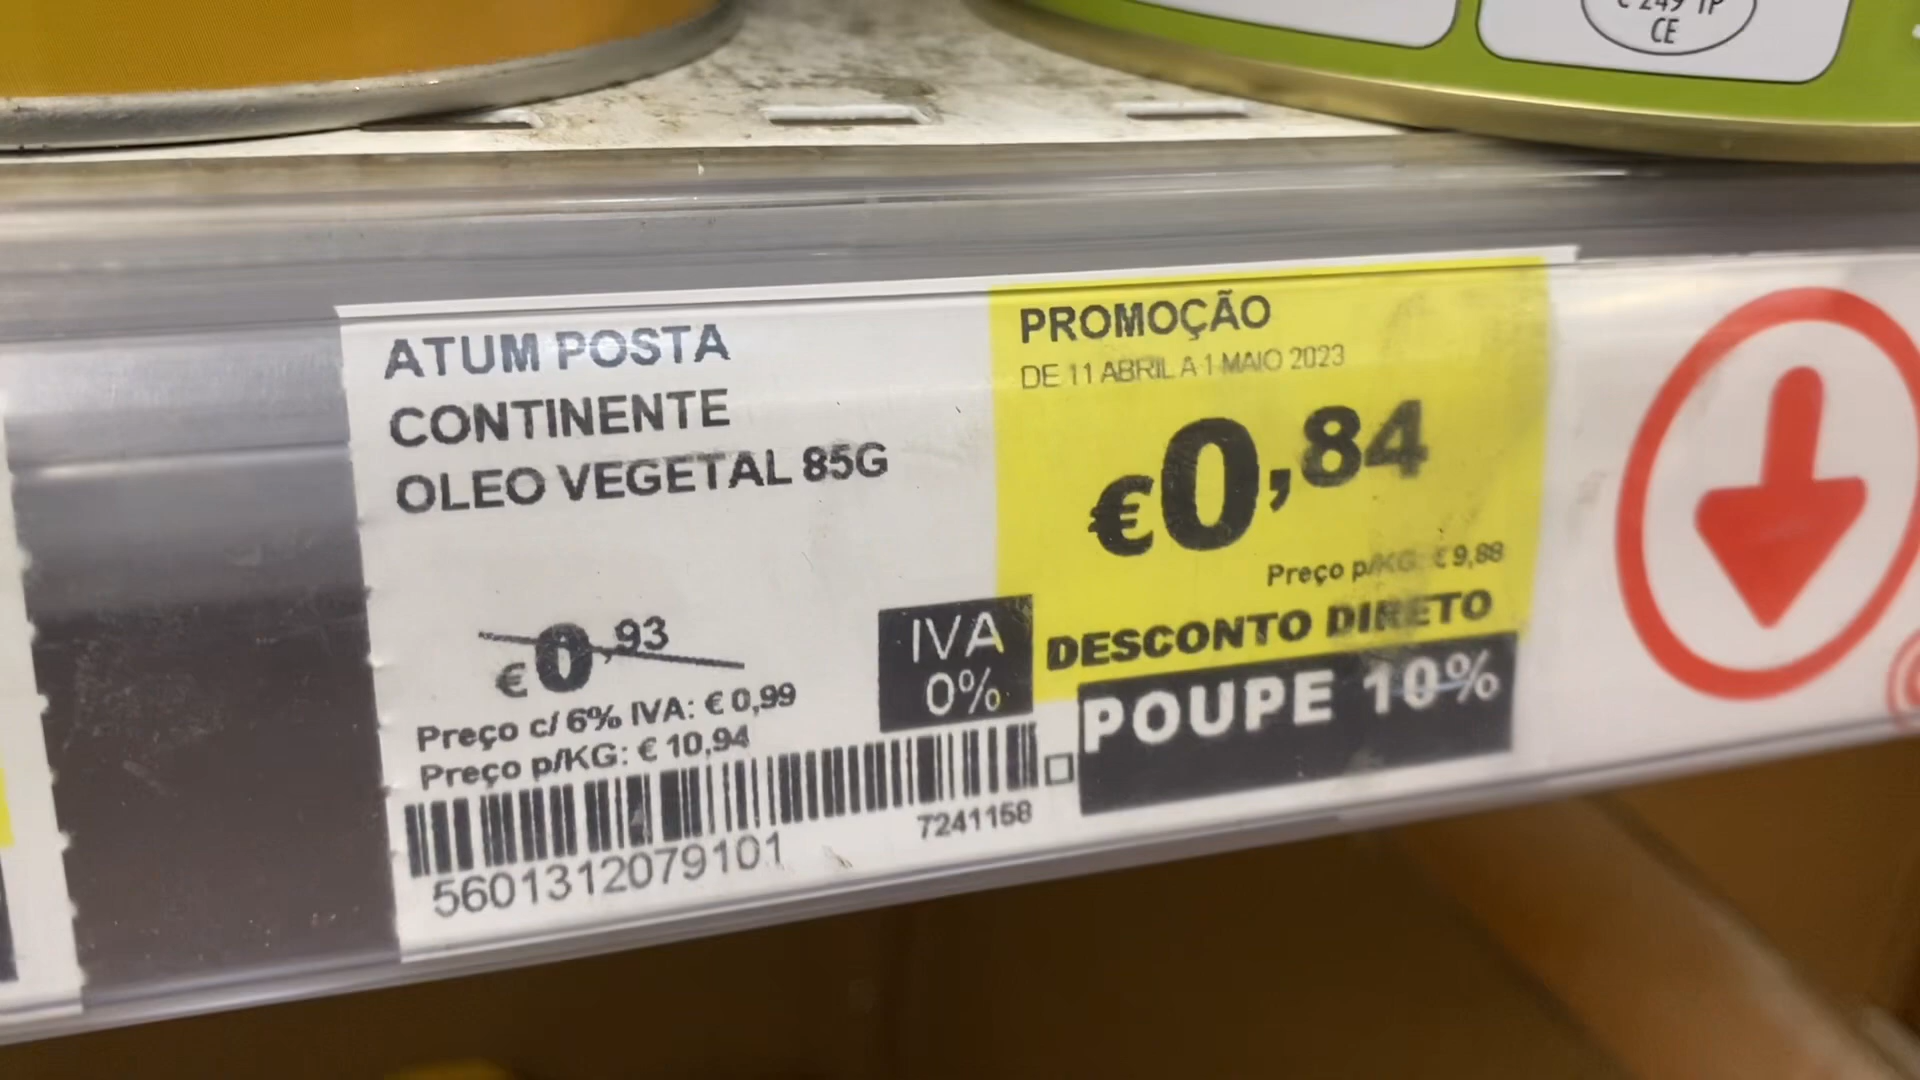 CE
ATUM POSTA
CONTINENTE
OLEO VEGETAL 85G
€0,93
Preço c/ 6% IVA: € 0,99
Preço p/KG: € 10,94
IVA
0%
5601312079101
7241158
PROMOÇÃO
DE 11 ABRIL A 1 MAIO 2023
€0,84
Preço p/KG: € 9,88
DESCONTO DIRETO
POUPE 10%